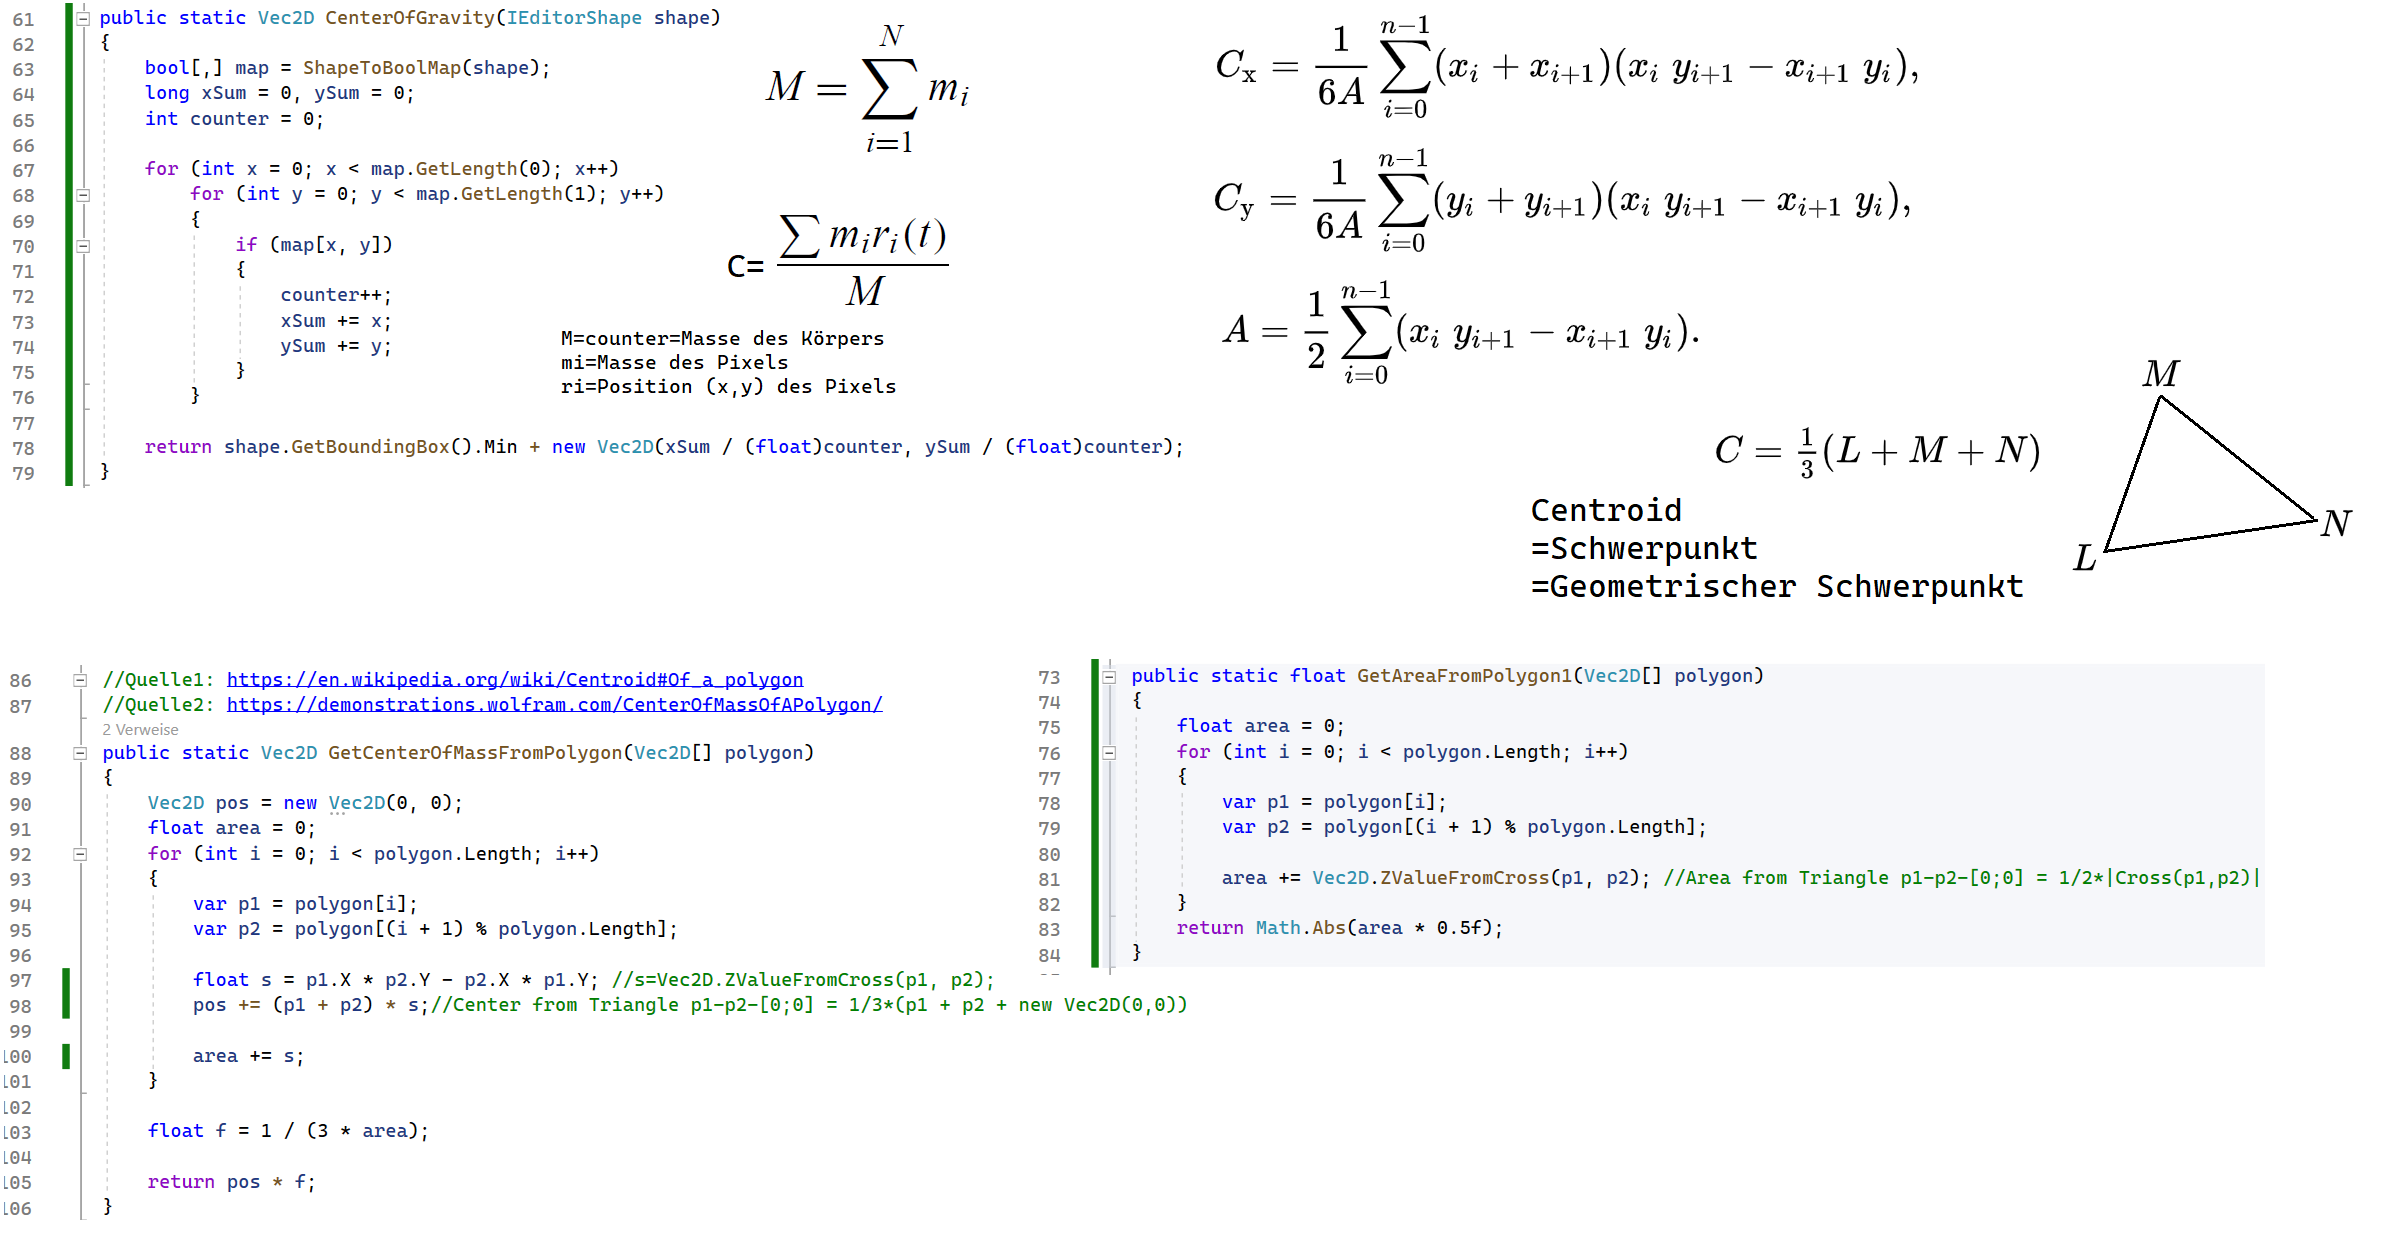 61 public static Vec2D CenterOfGravity(IEditorShape shape)
62 {
63 bool[,] map = ShapeToBoolMap(shape);
64 long xSum = 0, ySum = 0;
65 int counter = 0;
66
67 for (int x = 0; x < map.GetLength(0); x++)
68 for (int y = 0; y < map.GetLength(1); y++)
69 {
70 if (map[x, y])
71 {
72 counter++;
73 xSum += x;
74 ySum += y;
75 }
76 }
77
78 return shape.GetBoundingBox().Min + new Vec2D(xSum / (float)counter, ySum / (float)counter);
79 }
M = \sum_{i=1}^{N} m_i
C= \frac{\sum m_i r_i(t)}{M}
M=counter=Masse des Körpers
mi=Masse des Pixels
ri=Position (x,y) des Pixels
C_x = \frac{1}{6A} \sum_{i=0}^{n-1} (x_i + x_{i+1})(x_i y_{i+1} − x_{i+1} y_i),
C_y = \frac{1}{6A} \sum_{i=0}^{n-1} (y_i + y_{i+1})(x_i y_{i+1} − x_{i+1} y_i),
A = \frac{1}{2} \sum_{i=0}^{n-1} (x_i y_{i+1} − x_{i+1} y_i).
C = \frac{1}{3}(L + M + N)
M
N
L
Centroid
=Schwerpunkt
=Geometrischer Schwerpunkt
86 //Quelle1: https://en.wikipedia.org/wiki/Centroid#Of_a_polygon
87 //Quelle2: https://demonstrations.wolfram.com/CenterOfMassOfAPolygon/
2 Verweise
88 public static Vec2D GetCenterOfMassFromPolygon(Vec2D[] polygon)
89 {
90 Vec2D pos = new Vec2D(0, 0);
91 float area = 0;
92 for (int i = 0; i < polygon.Length; i++)
93 {
94 var p1 = polygon[i];
95 var p2 = polygon[(i + 1) % polygon.Length];
96
97 float s = p1.X * p2.Y - p2.X * p1.Y; //s=Vec2D.ZValueFromCross(p1, p2);
98 pos += (p1 + p2) * s;//Center from Triangle p1-p2-[0;0] = 1/3*(p1 + p2 + new Vec2D(0,0))
99
100 area += s;
101 }
102
103 float f = 1 / (3 * area);
104
105 return pos * f;
106 }
73 public static float GetAreaFromPolygon1(Vec2D[] polygon)
74 {
75 float area = 0;
76 for (int i = 0; i < polygon.Length; i++)
77 {
78 var p1 = polygon[i];
79 var p2 = polygon[(i + 1) % polygon.Length];
80
81 area += Vec2D.ZValueFromCross(p1, p2); //Area from Triangle p1-p2-[0;0] = 1/2*|Cross(p1,p2)|
82 }
83 return Math.Abs(area * 0.5f);
84 }